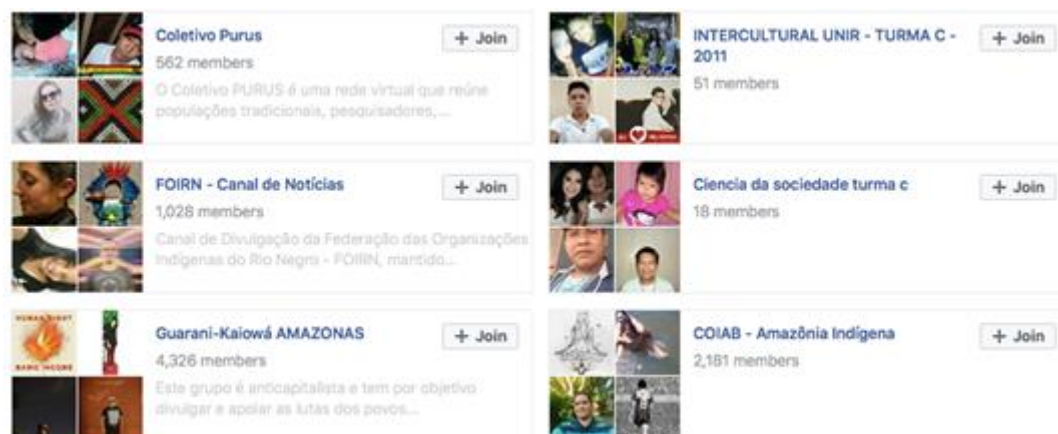 Coletivo Purus
+ Join
562 members
O Coletivo PURUS é uma rede virtual que reúne
populações tradicionais, pesquisadores,...
INTERCULTURAL UNIR - TURMA C -
2011
+ Join
51 members
FOIRN - Canal de Notícias
+ Join
1,028 members
Canal de Divulgação da Federação das Organizações
Indígenas do Rio Negro - FOIRN, mantido...
Ciencia da sociedade turma c
+ Join
18 members
HUMAN RIGHT
BASIC INCOME
Guarani-Kaiowá AMAZONAS
+ Join
4,326 members
Este grupo é anticapitalista e tem por objetivo
divulgar e apoiar as lutas dos povos...
COIAB - Amazônia Indígena
+ Join
2,181 members